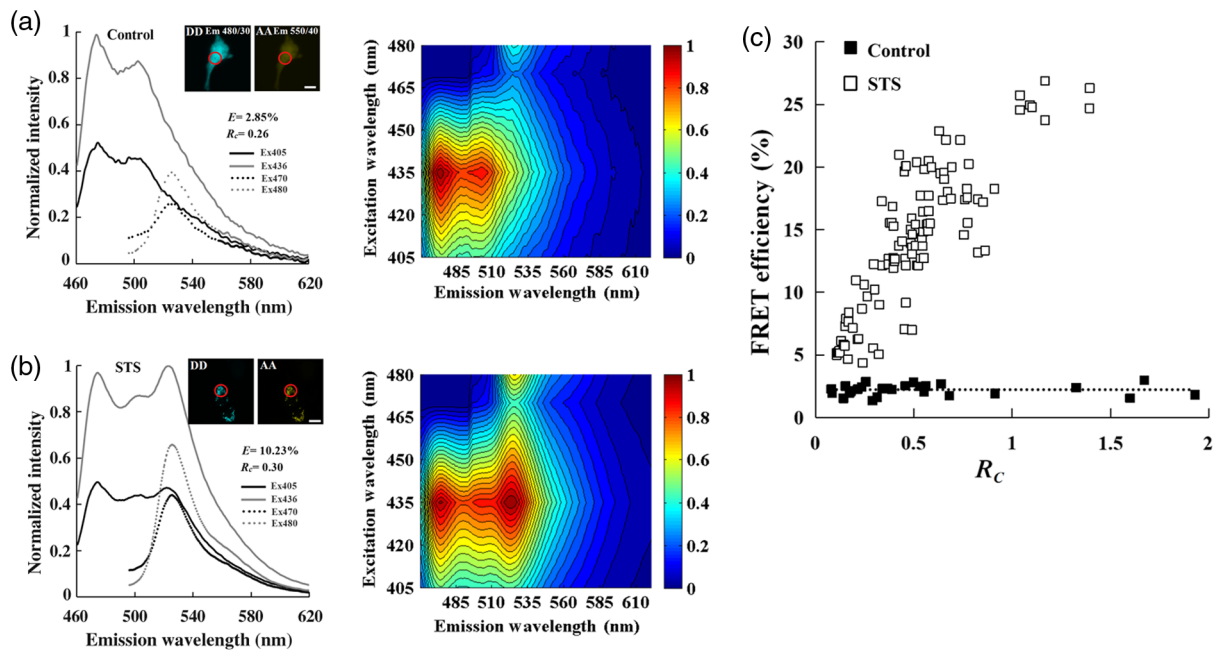 (a)
Control
DD Em 480/30
AA Em 550/40
E= 2.85%
Rc= 0.26
Ex405
Ex436
Ex470
Ex480
Normalized intensity
1
0.8
0.6
0.4
0.2
0
460 500 540 580 620
Emission wavelength (nm)
Excitation wavelength (nm)
480
465
450
435
420
405
485 510 535 560 585 610
Emission wavelength (nm)
1
0.8
0.6
0.4
0.2
0
(b)
STS
DD
AA
E= 10.23%
Rc= 0.30
Ex405
Ex436
Ex470
Ex480
Normalized intensity
1
0.8
0.6
0.4
0.2
0
460 500 540 580 620
Emission wavelength (nm)
Excitation wavelength (nm)
480
465
450
435
420
405
485 510 535 560 585 610
Emission wavelength (nm)
1
0.8
0.6
0.4
0.2
0
(c)
Control
STS
FRET efficiency (%)
30
25
20
15
10
5
0
0 0.5 1 1.5 2
RC